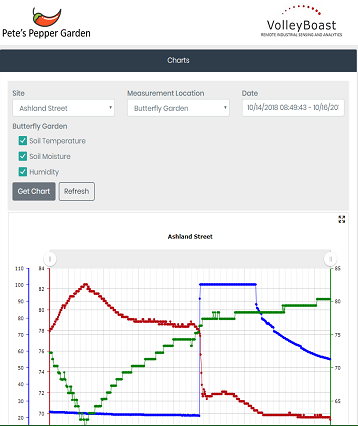 Pete's Pepper Garden
VolleyBoast
REMOTE INDUSTRIAL SENSING AND ANALYTICS
Charts
Site
Measurement Location
Date
Ashland Street
Butterfly Garden
10/14/2018 08:49:43 - 10/16/20
Butterfly Garden
Soil Temperature
Soil Moisture
Humidity
Get Chart
Refresh
Ashland Street
110
84
85
100
82
90
80
80
80
78
70
75
76
60
74
50
70
40
72
30
65
20
70